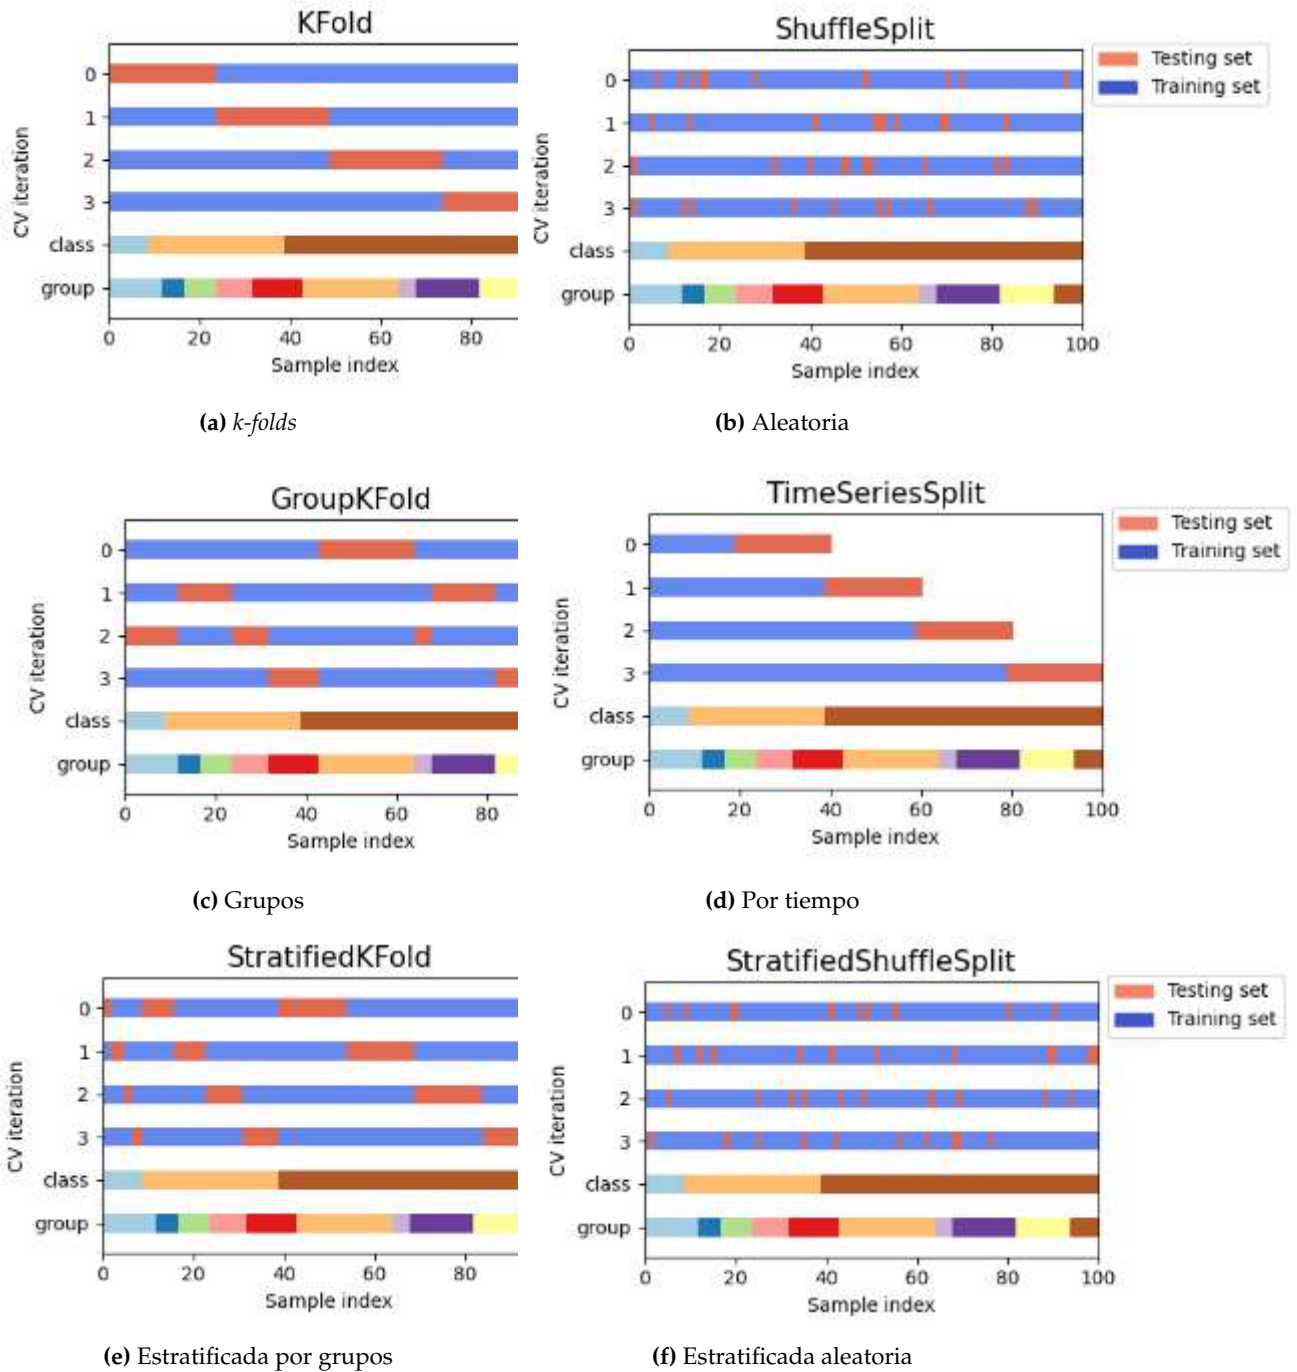 KFold
0
1
2
3
class
group
CV iteration
0 20 40 60 80
Sample index
(a) k-folds
ShuffleSplit
Testing set
Training set
0
1
2
3
class
group
CV iteration
0 20 40 60 80 100
Sample index
(b) Aleatoria
GroupKFold
0
1
2
3
class
group
CV iteration
0 20 40 60 80
Sample index
(c) Grupos
TimeSeriesSplit
Testing set
Training set
0
1
2
3
class
group
CV iteration
0 20 40 60 80 100
Sample index
(d) Por tiempo
StratifiedKFold
0
1
2
3
class
group
CV iteration
0 20 40 60 80
Sample index
(e) Estratificada por grupos
StratifiedShuffleSplit
Testing set
Training set
0
1
2
3
class
group
CV iteration
0 20 40 60 80 100
Sample index
(f) Estratificada aleatoria